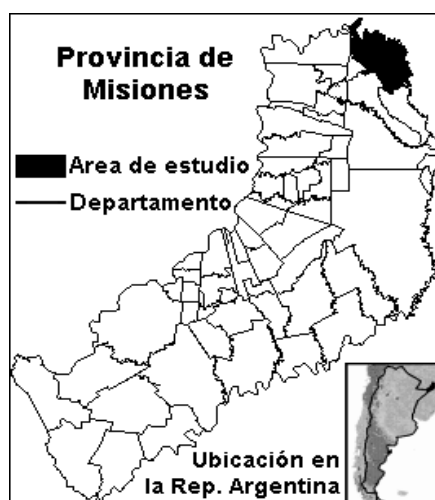 Provincia de
Misiones
Area de estudio
Departamento
Ubicación en
la Rep. Argentina